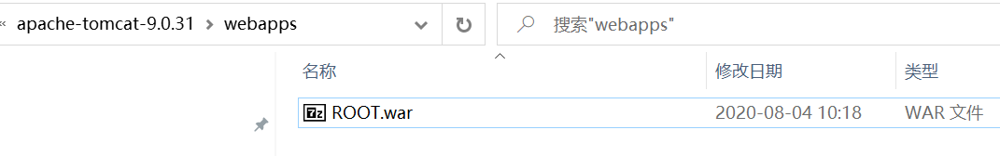 « apache-tomcat-9.0.31 › webapps
搜索"webapps"
名称 修改日期 类型
ROOT.war 2020-08-04 10:18 WAR 文件